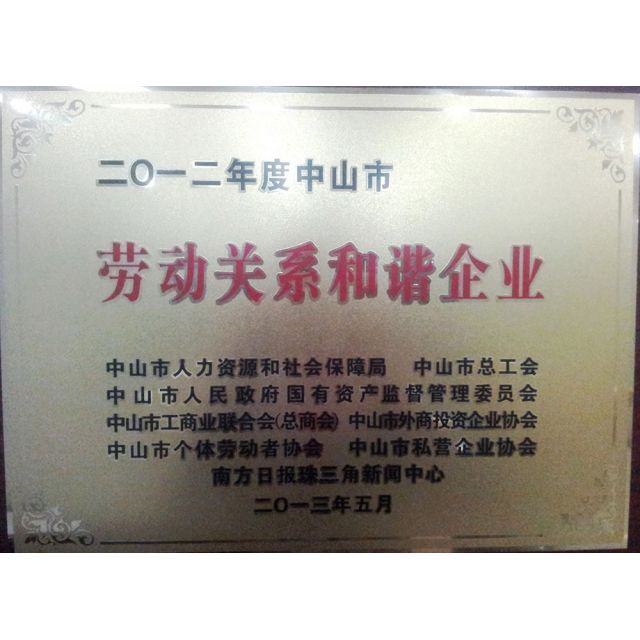 二〇一二年度中山市
劳动关系和谐企业
中山市人力资源和社会保障局 中山市总工会
中山市人民政府国有资产监督管理委员会
中山市工商业联合会(总商会) 中山市外商投资企业协会
中山市个体劳动者协会 中山市私营企业协会
南方日报珠三角新闻中心
二〇一三年五月